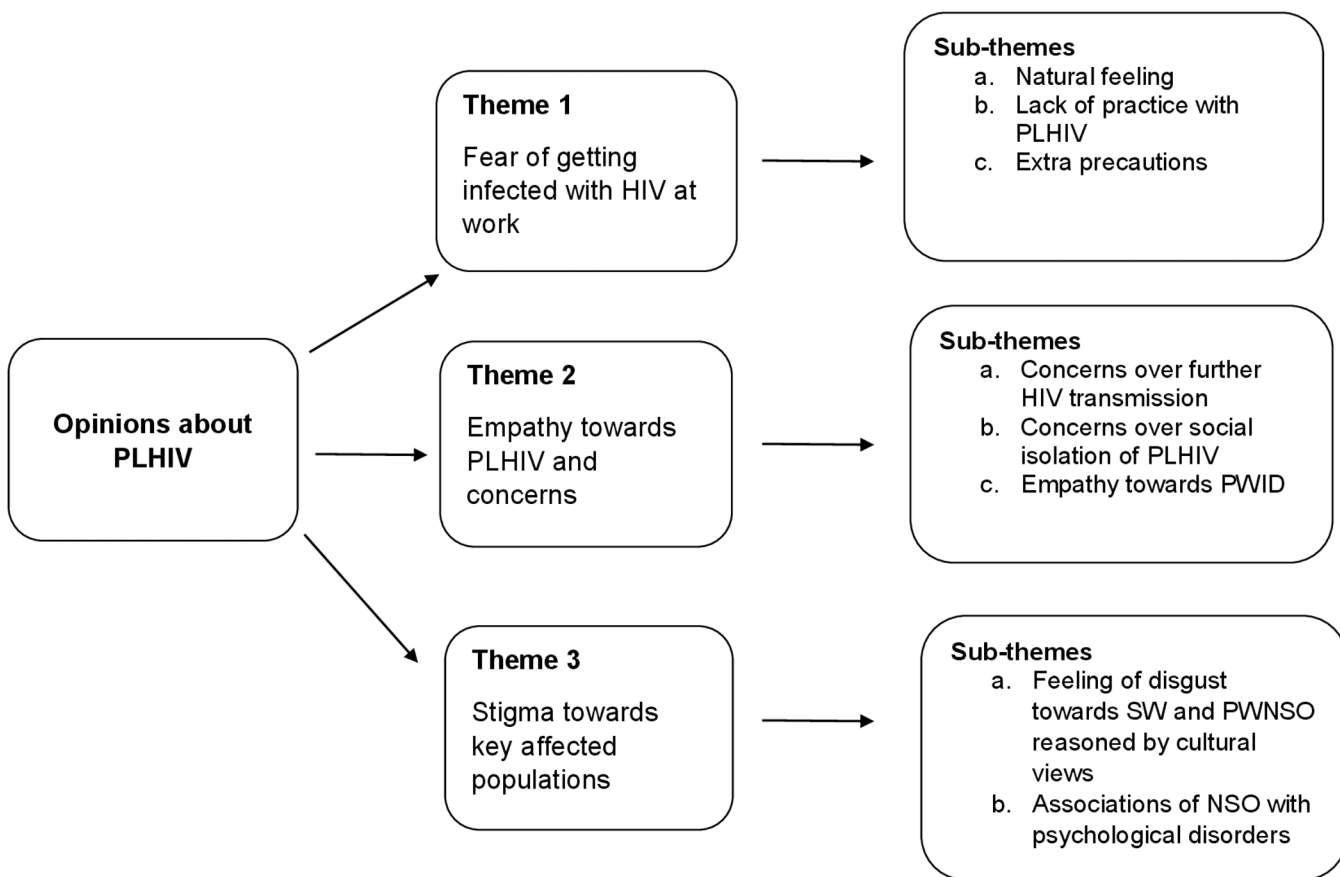 Opinions about
PLHIV
Theme 1
Fear of getting
infected with HIV at
work
Sub-themes
a. Natural feeling
b. Lack of practice with
PLHIV
c. Extra precautions
Theme 2
Empathy towards
PLHIV and
concerns
Sub-themes
a. Concerns over further
HIV transmission
b. Concerns over social
isolation of PLHIV
c. Empathy towards PWID
Theme 3
Stigma towards
key affected
populations
Sub-themes
a. Feeling of disgust
towards SW and PWNSO
reasoned by cultural
views
b. Associations of NSO with
psychological disorders